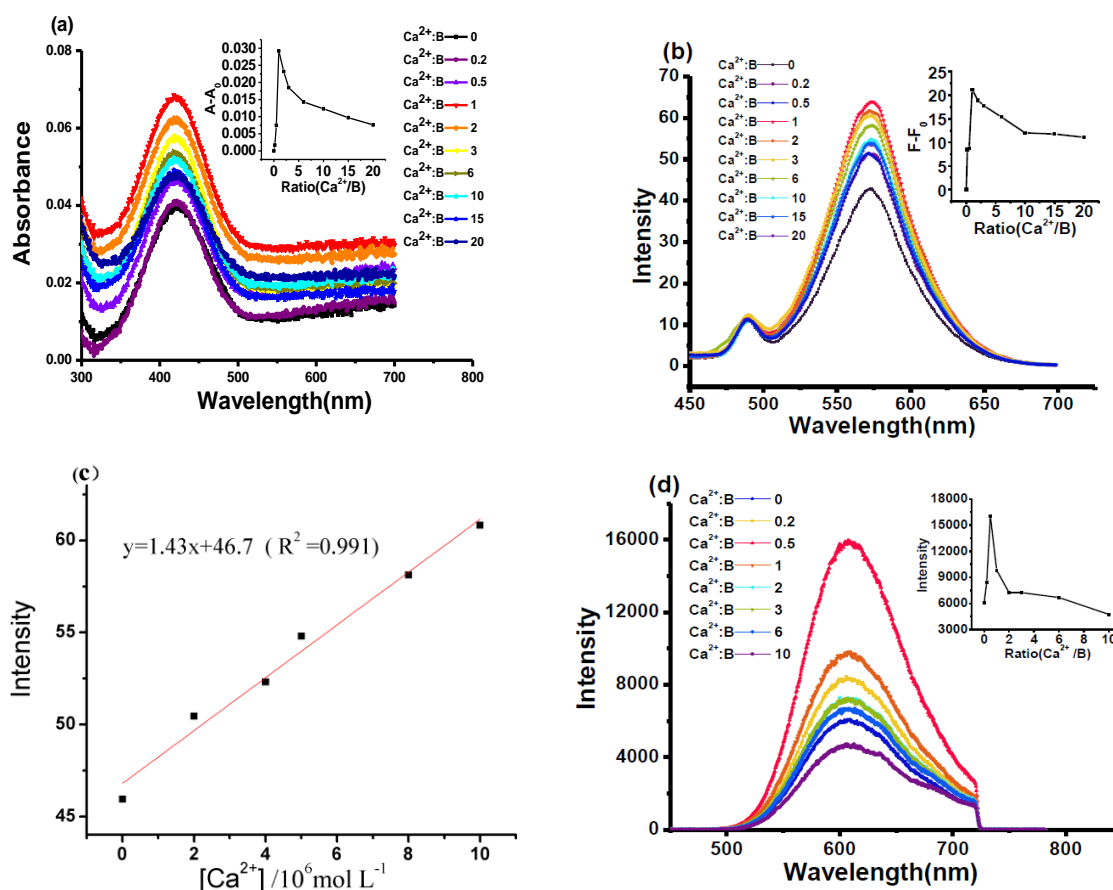 (a)
Absorbance
0.08
0.06
0.04
0.02
0.00
300 400 500 600 700 800
Wavelength(nm)
A-A0
0.030
0.025
0.020
0.015
0.010
0.005
0.000
0 5 10 15 20
Ratio(Ca²⁺/B)
Ca²⁺:B 0
Ca²⁺:B 0.2
Ca²⁺:B 0.5
Ca²⁺:B 1
Ca²⁺:B 2
Ca²⁺:B 3
Ca²⁺:B 6
Ca²⁺:B 10
Ca²⁺:B 15
Ca²⁺:B 20
(b)
Intensity
70
60
50
40
30
20
10
0
450 500 550 600 650 700
Wavelength(nm)
Ca²⁺:B 0
Ca²⁺:B 0.2
Ca²⁺:B 0.5
Ca²⁺:B 1
Ca²⁺:B 2
Ca²⁺:B 3
Ca²⁺:B 6
Ca²⁺:B 10
Ca²⁺:B 15
Ca²⁺:B 20
F-F0
25
20
15
10
5
0
0 5 10 15 20
Ratio(Ca²⁺/B)
(c)
y=1.43x+46.7 ( R² =0.991)
Intensity
60
55
50
45
0 2 4 6 8 10
[Ca²⁺] /10⁶mol L⁻¹
(d)
Intensity
16000
12000
8000
4000
0
500 600 700 800
Wavelength(nm)
Ca²⁺:B 0
Ca²⁺:B 0.2
Ca²⁺:B 0.5
Ca²⁺:B 1
Ca²⁺:B 2
Ca²⁺:B 3
Ca²⁺:B 6
Ca²⁺:B 10
Intensity
18000
15000
12000
9000
6000
3000
0 2 4 6 8 10
Ratio(Ca²⁺/B)